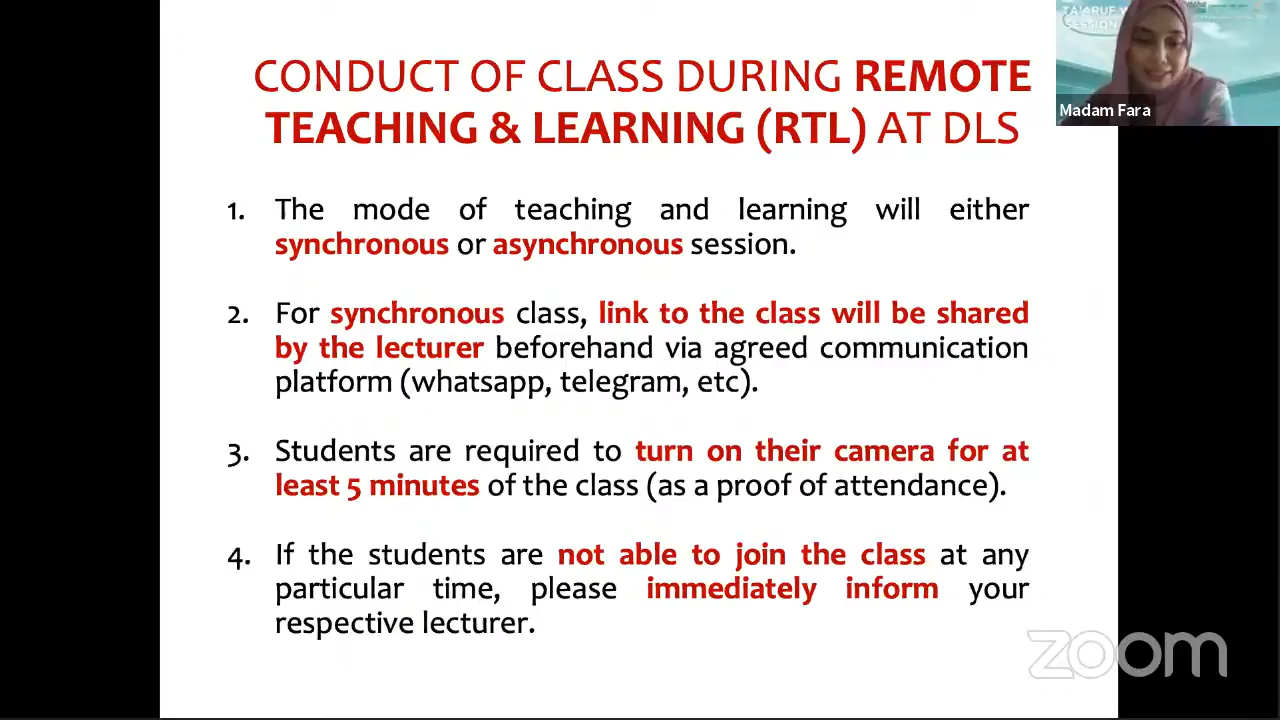 TA'ARUF
SESSION
CONDUCT OF CLASS DURING REMOTE
TEACHING & LEARNING (RTL) AT DLS
Madam Fara
1. The mode of teaching and learning will either
synchronous or asynchronous session.
2. For synchronous class, link to the class will be shared
by the lecturer beforehand via agreed communication
platform (whatsapp, telegram, etc).
3. Students are required to turn on their camera for at
least 5 minutes of the class (as a proof of attendance).
4. If the students are not able to join the class at any
particular time, please immediately inform your
respective lecturer.
zoom